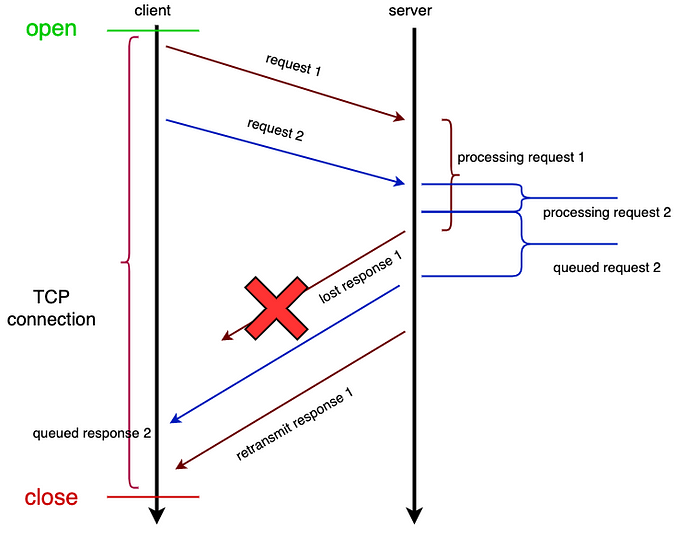 client
server
open
request 1
request 2
processing request 1
processing request 2
lost response 1
queued request 2
TCP
connection
queued response 2
retransmit response 1
close